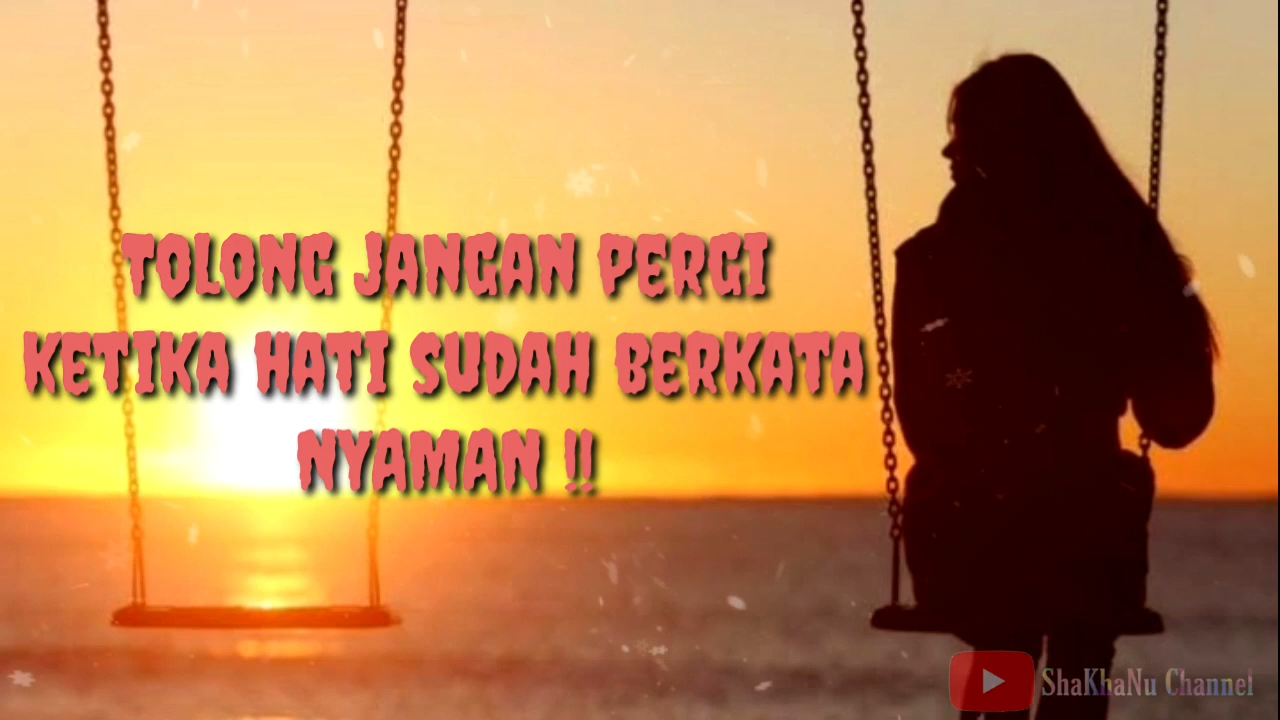 TOLONG JANGAN PERGI
KETIKA HATI SUDAH BERKATA
NYAMAN !!
ShaKhaNu Channel